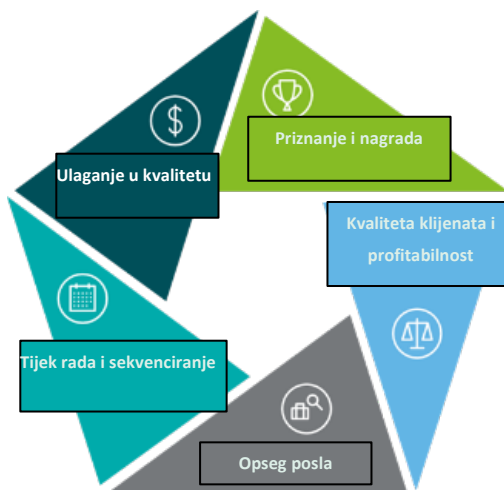 Priznanje i nagrada
Ulaganje u kvalitetu
Kvaliteta klijenata i
profitabilnost
Tijek rada i sekvenciranje
Opseg posla